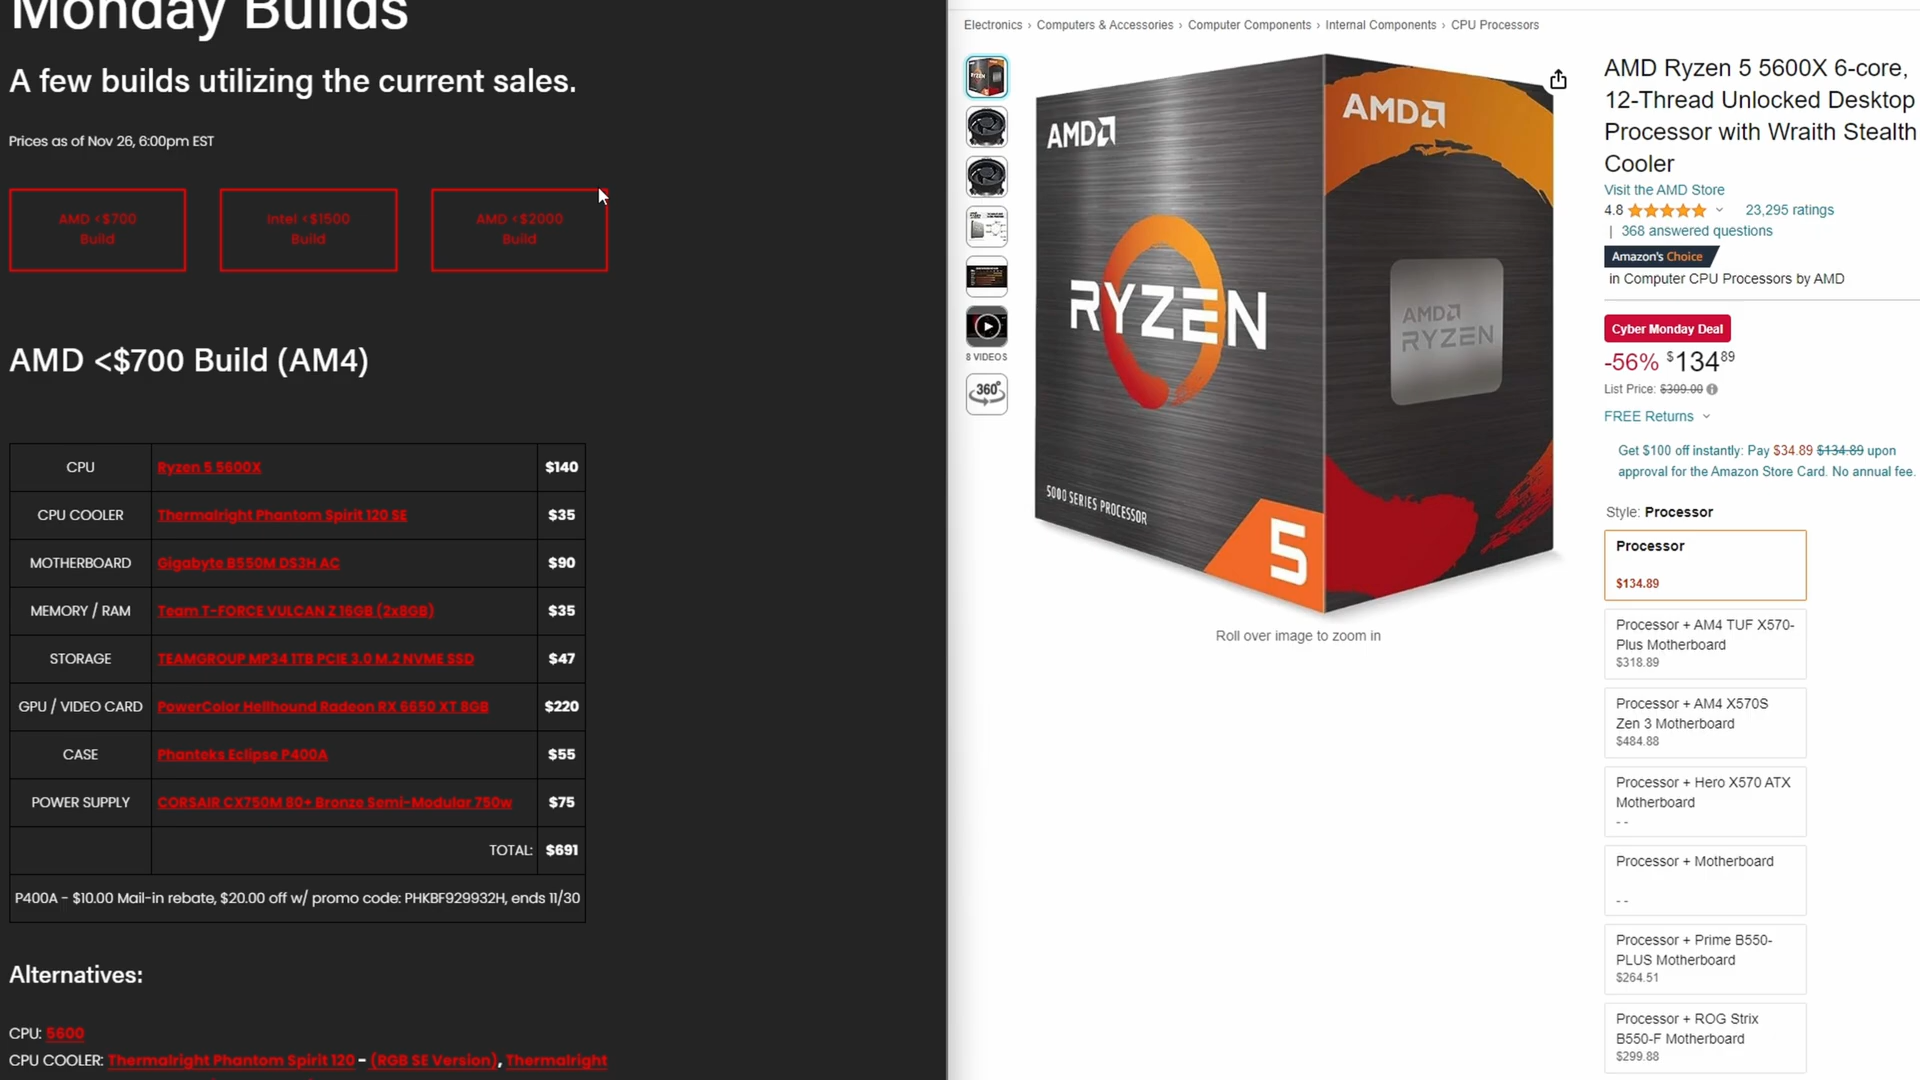 Monday Builds
A few builds utilizing the current sales.
Prices as of Nov 26, 6:00pm EST
AMD <$700
Build
Intel <$1500
Build
AMD <$2000
Build
AMD <$700 Build (AM4)
CPU Ryzen 5 5600X $140
CPU COOLER Thermalright Phantom Spirit 120 SE $35
MOTHERBOARD Gigabyte B550M DS3H AC $90
MEMORY / RAM Team T-FORCE VULCAN Z 16GB (2x8GB) $35
STORAGE TEAMGROUP MP34 1TB PCIE 3.0 M.2 NVME SSD $47
GPU / VIDEO CARD PowerColor Hellhound Radeon RX 6650 XT 8GB $220
CASE Phanteks Eclipse P400A $55
POWER SUPPLY CORSAIR CX750M 80+ Bronze Semi-Modular 750w $75
TOTAL: $691
P400A - $10.00 Mail-in rebate, $20.00 off w/ promo code: PHKBF929932H, ends 11/30
Alternatives:
CPU: 5600
CPU COOLER: Thermalright Phantom Spirit 120 - (RGB SE Version), Thermalright
Electronics › Computers & Accessories › Computer Components › Internal Components › CPU Processors
8 VIDEOS
360°
AMD
AMD
RYZEN
AMD
RYZEN
5000 SERIES PROCESSOR
5
Roll over image to zoom in
AMD Ryzen 5 5600X 6-core,
12-Thread Unlocked Desktop
Processor with Wraith Stealth
Cooler
Visit the AMD Store
4.8 23,295 ratings
| 368 answered questions
Amazon's Choice
in Computer CPU Processors by AMD
Cyber Monday Deal
-56% $134 89
List Price: $309.00
FREE Returns
Get $100 off instantly: Pay $34.89 $134.89 upon
approval for the Amazon Store Card. No annual fee.
Style: Processor
Processor
$134.89
Processor + AM4 TUF X570-
Plus Motherboard
$318.89
Processor + AM4 X570S
Zen 3 Motherboard
$484.88
Processor + Hero X570 ATX
Motherboard
- -
Processor + Motherboard
- -
Processor + Prime B550-
PLUS Motherboard
$264.51
Processor + ROG Strix
B550-F Motherboard
$299.88